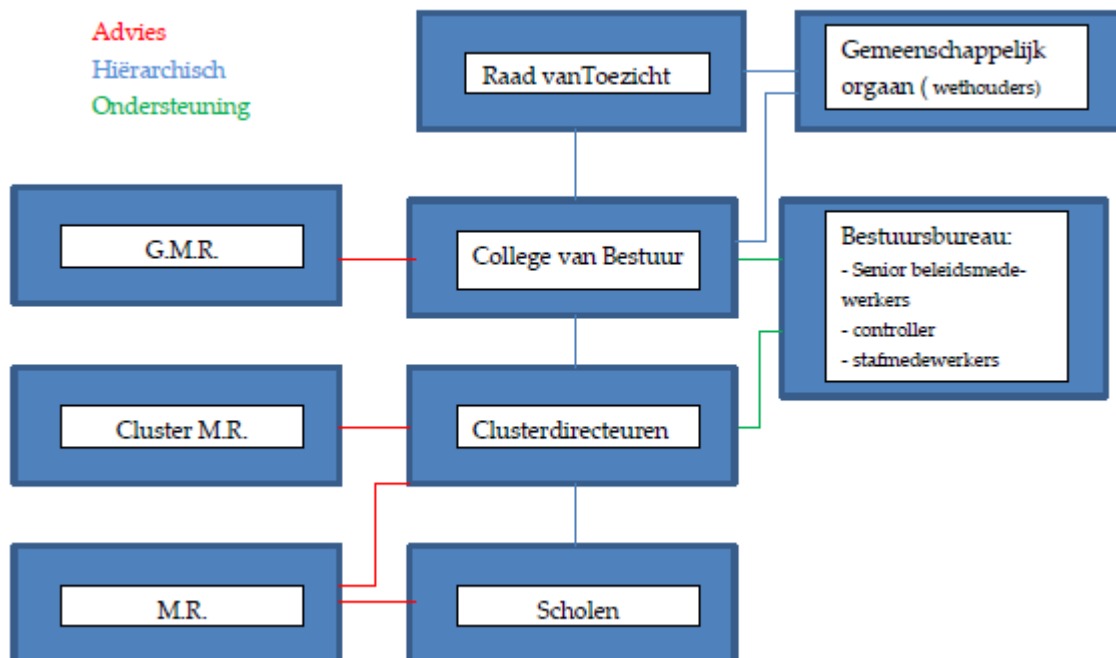 Advies
Hiërarchisch
Ondersteuning
Raad vanToezicht
Gemeenschappelijk
orgaan ( wethouders)
G.M.R.
College van Bestuur
Bestuursbureau:
- Senior beleidsmede-
werkers
- controller
- stafmedewerkers
Cluster M.R.
Clusterdirecteuren
M.R.
Scholen